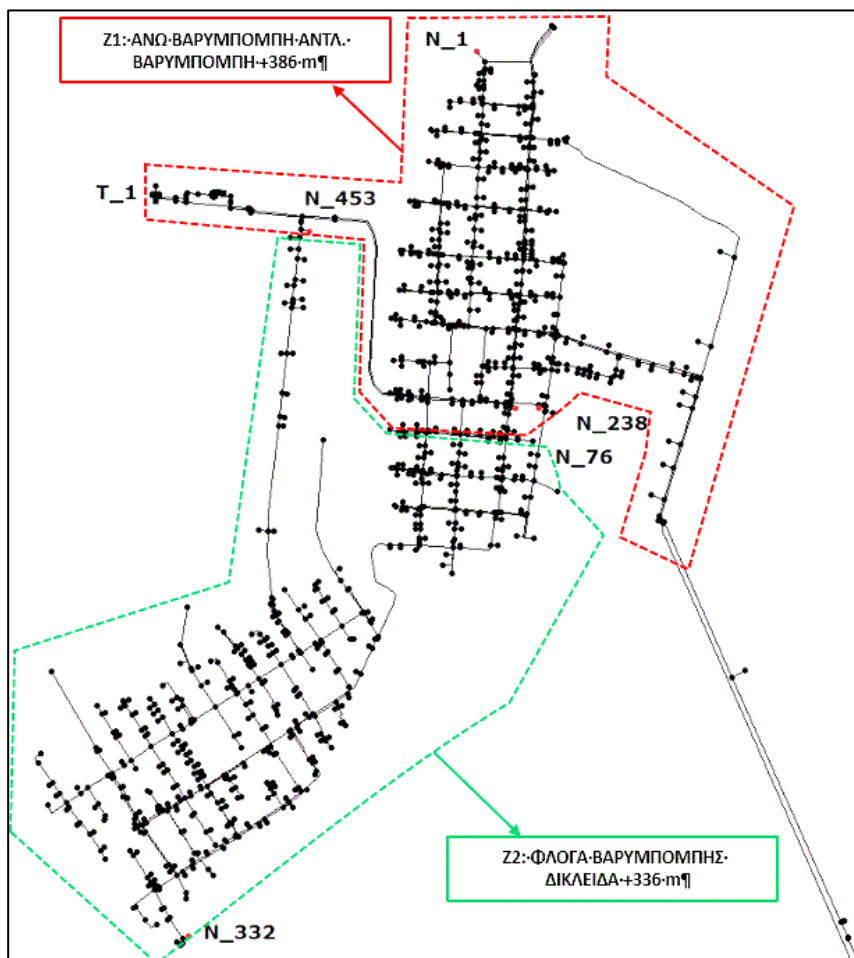 Z1:·ΑΝΩ·ΒΑΡΥΜΠΟΜΠΗ·ΑΝΤΛ.·
ΒΑΡΥΜΠΟΜΠΗ·+386·m¶
N_1
T_1
N_453
N_238
N_76
Z2:·ΦΛΟΓΑ·ΒΑΡΥΜΠΟΜΠΗΣ·
ΔΙΚΛΕΙΔΑ·+336·m¶
N_332